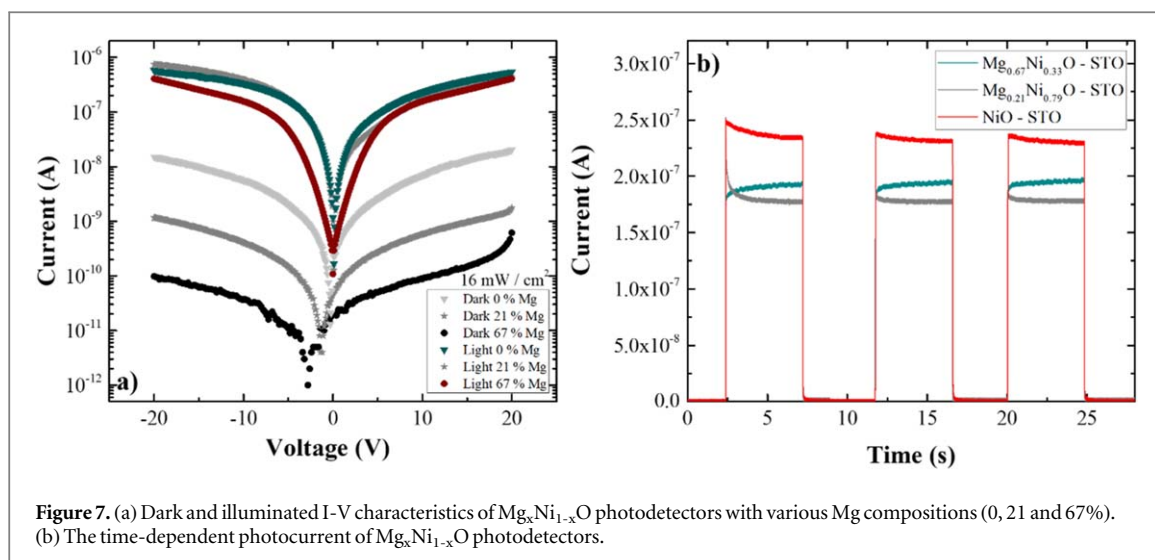 10⁻⁶
10⁻⁷
10⁻⁸
10⁻⁹
10⁻¹⁰
10⁻¹¹
10⁻¹²
Current (A)
16 mW / cm²
Dark 0 % Mg
Dark 21 % Mg
Dark 67 % Mg
Light 0 % Mg
Light 21 % Mg
Light 67 % Mg
a)
-20 -10 0 10 20
Voltage (V)
b)
Mg₀.₆₇Ni₀.₃₃O - STO
Mg₀.₂₁Ni₀.₇₉O - STO
NiO - STO
3.0x10⁻⁷
2.5x10⁻⁷
2.0x10⁻⁷
1.5x10⁻⁷
1.0x10⁻⁷
5.0x10⁻⁸
0.0
Current (A)
0 5 10 15 20 25
Time (s)
Figure 7. (a) Dark and illuminated I-V characteristics of MgₓNi₁₋ₓO photodetectors with various Mg compositions (0, 21 and 67%).
(b) The time-dependent photocurrent of MgₓNi₁₋ₓO photodetectors.